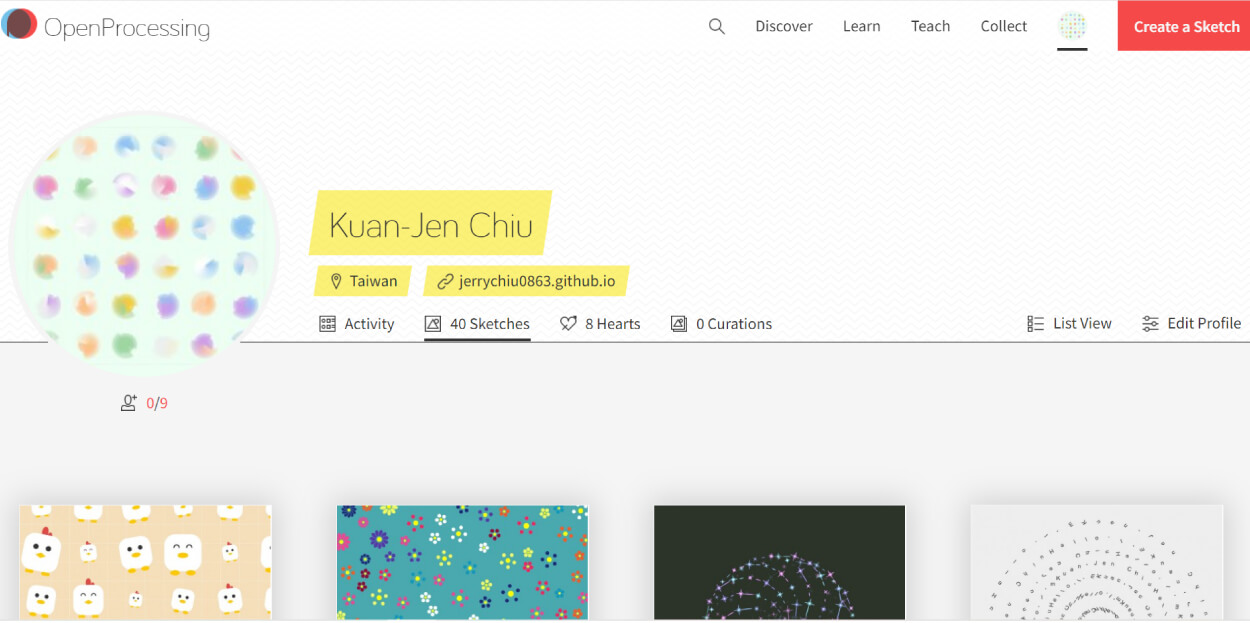 OpenProcessing
Discover Learn Teach Collect Create a Sketch
Kuan-Jen Chiu
Taiwan jerrychiu0863.github.io
Activity 40 Sketches 8 Hearts 0 Curations List View Edit Profile
0/9